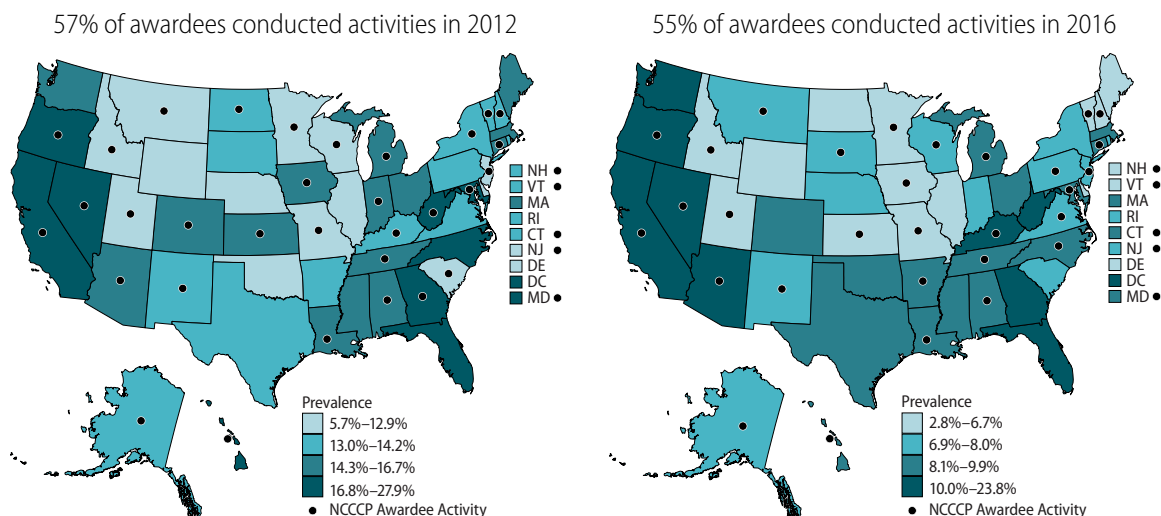 57% of awardees conducted activities in 2012
NH
VT
MA
RI
CT
NJ
DE
DC
MD
Prevalence
5.7%–12.9%
13.0%–14.2%
14.3%–16.7%
16.8%–27.9%
NCCCP Awardee Activity
55% of awardees conducted activities in 2016
NH
VT
MA
RI
CT
NJ
DE
DC
MD
Prevalence
2.8%–6.7%
6.9%–8.0%
8.1%–9.9%
10.0%–23.8%
NCCCP Awardee Activity